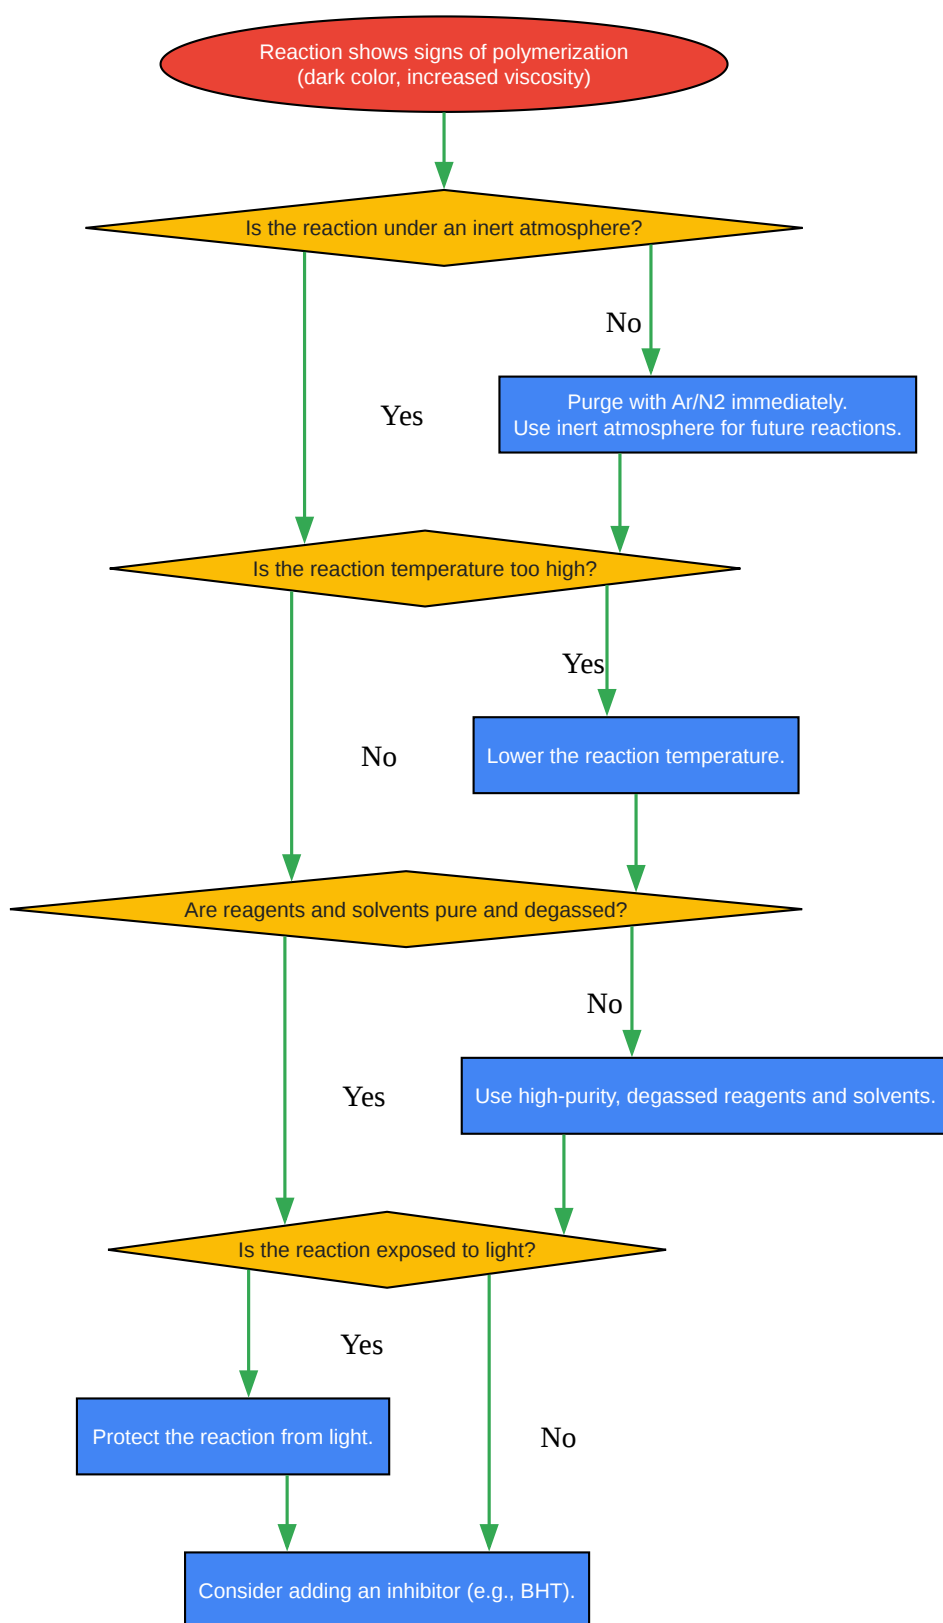 Reaction shows signs of polymerization
(dark color, increased viscosity)
Is the reaction under an inert atmosphere?
No
Purge with Ar/N2 immediately.
Use inert atmosphere for future reactions.
Yes
Is the reaction temperature too high?
Yes
No
Lower the reaction temperature.
Are reagents and solvents pure and degassed?
No
Yes
Use high-purity, degassed reagents and solvents.
Is the reaction exposed to light?
Yes
Protect the reaction from light.
No
Consider adding an inhibitor (e.g., BHT).